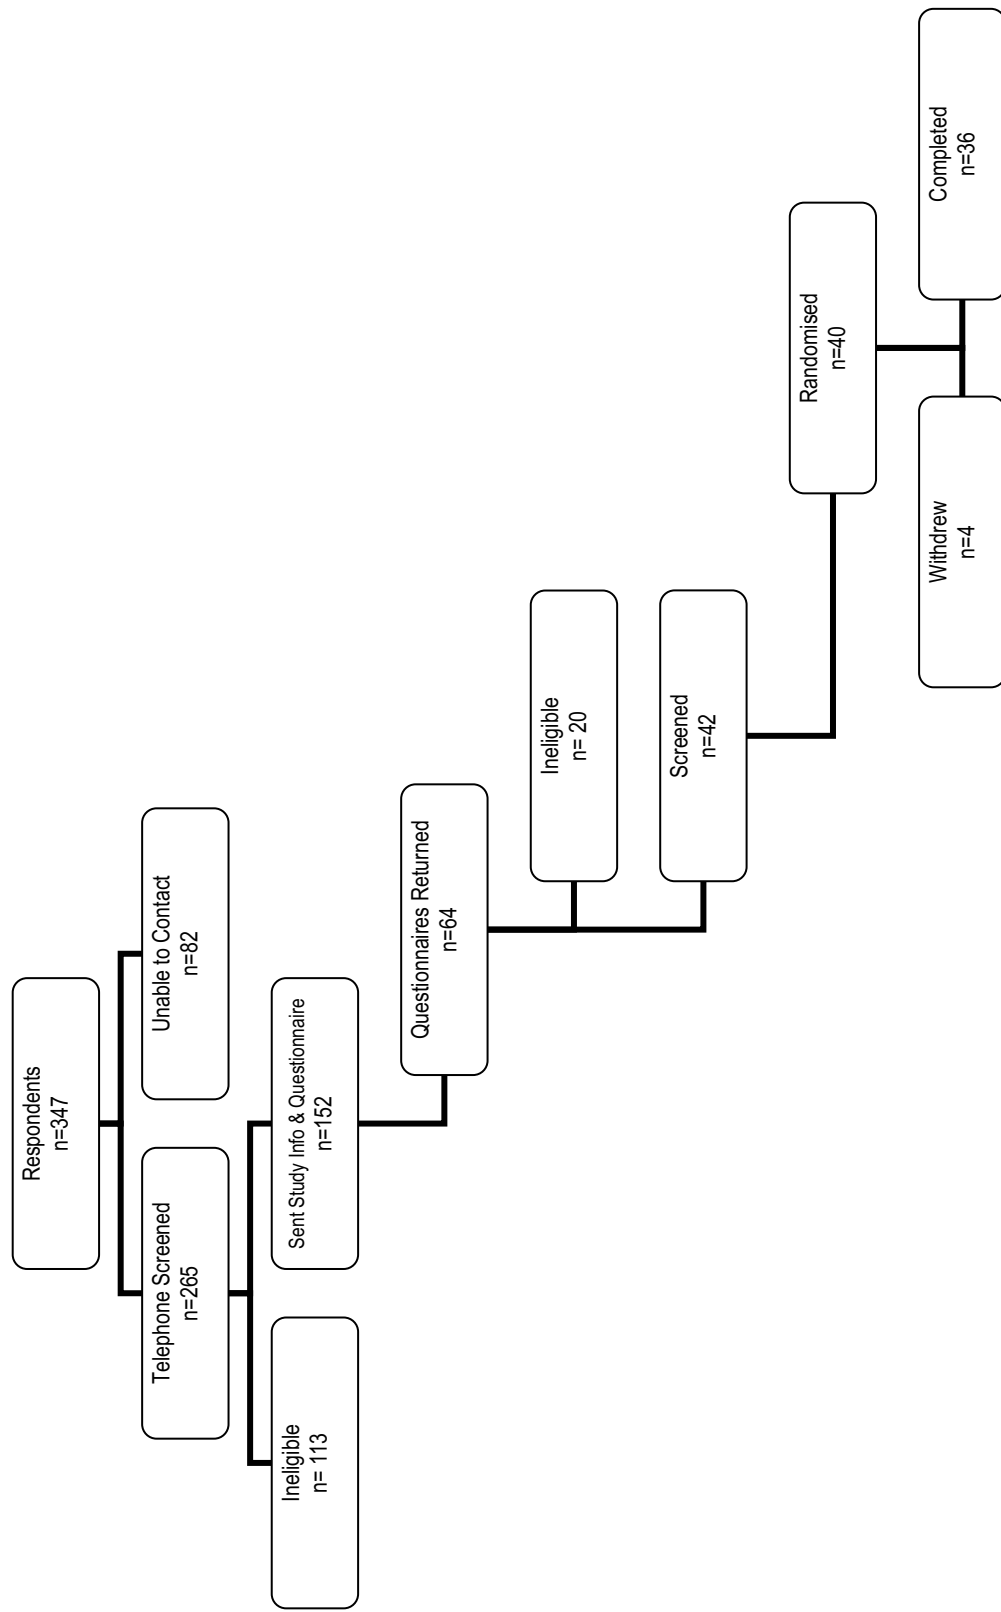 Respondents
n=347
Telephone Screened
n=265
Unable to Contact
n=82
Ineligible
n= 113
Sent Study Info & Questionnaire
n=152
Questionnaires Returned
n=64
Ineligible
n= 20
Screened
n=42
Randomised
n=40
Withdrew
n=4
Completed
n=36